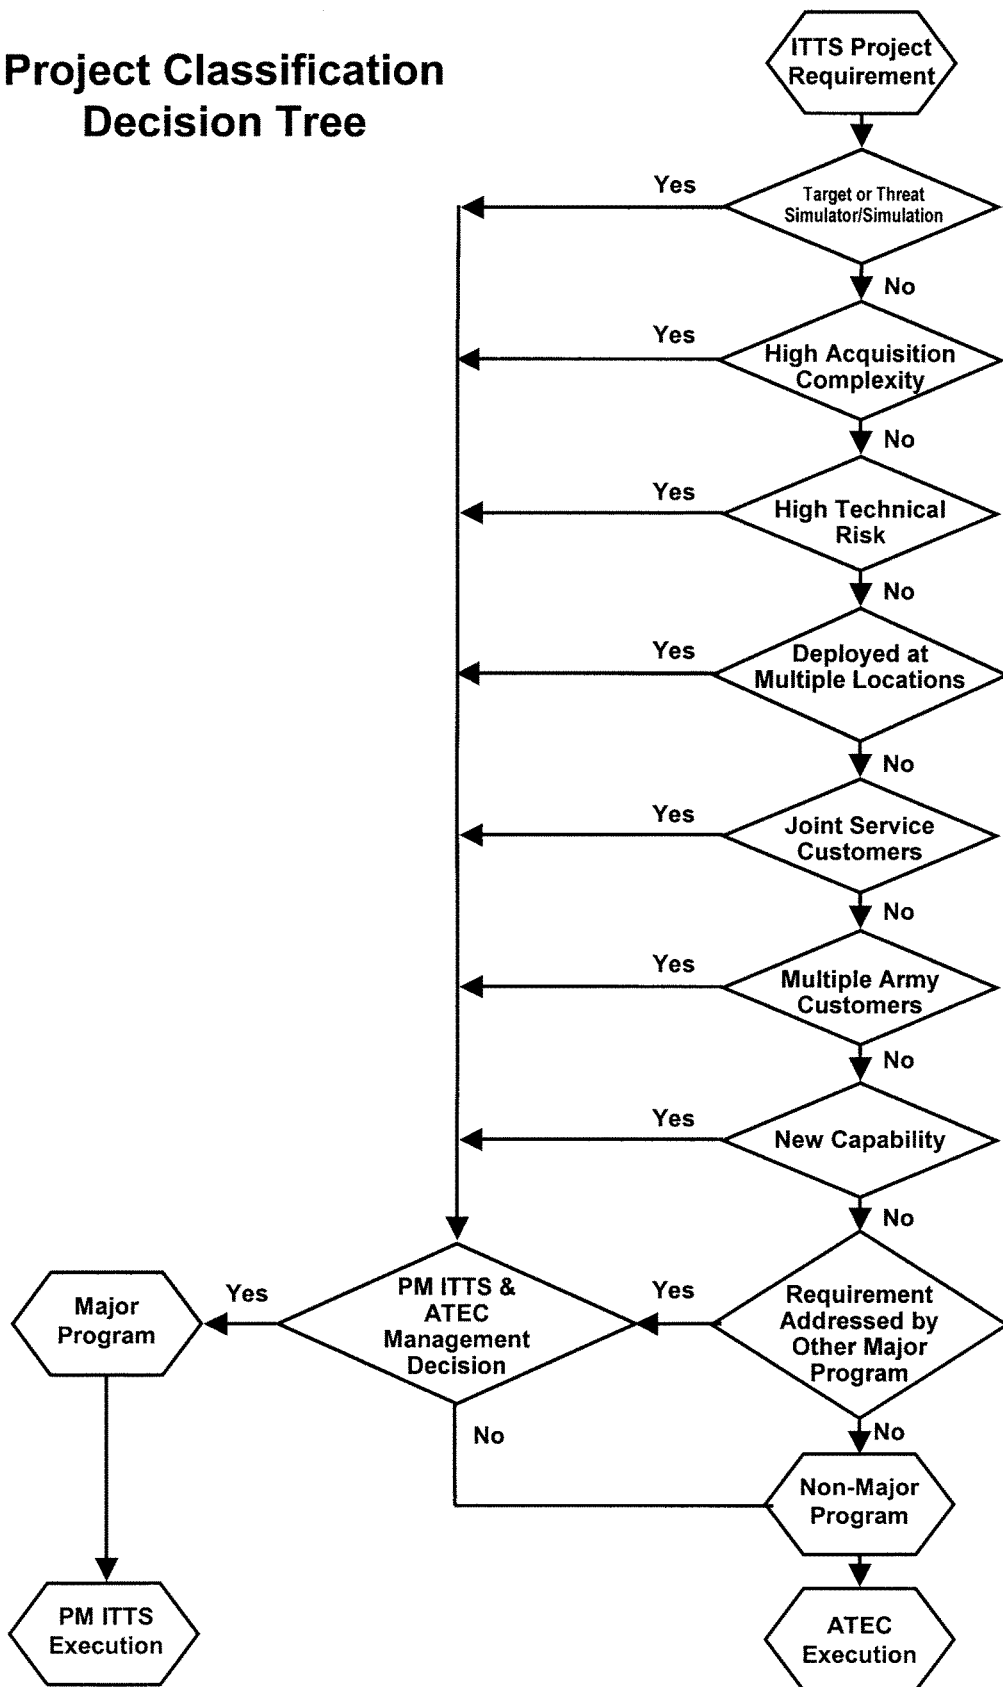 Project Classification
Decision Tree
ITTS Project
Requirement
Yes
Target or Threat
Simulator/Simulation
No
Yes
High Acquisition
Complexity
No
Yes
High Technical
Risk
No
Yes
Deployed at
Multiple Locations
No
Yes
Joint Service
Customers
No
Yes
Multiple Army
Customers
No
Yes
New Capability
No
Major
Program
Yes
PM ITTS &
ATEC
Management
Decision
Yes
Requirement
Addressed by
Other Major
Program
No
No
Non-Major
Program
PM ITTS
Execution
ATEC
Execution